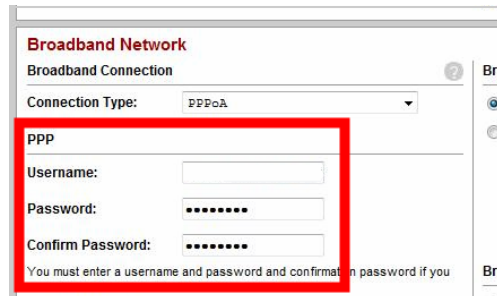 Broadband Network
Broadband Connection ? Br
Connection Type: PPPoA
PPP
Username:
Password: ••••••••
Confirm Password: ••••••••
You must enter a username and password and confirmation password if you
Br